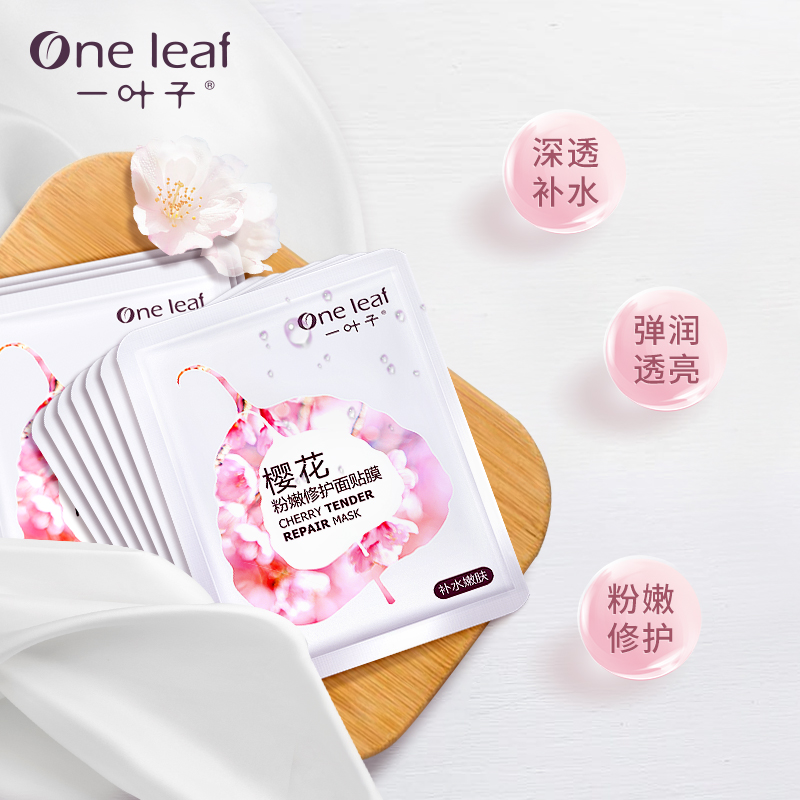 One leaf
一叶子®
深透
补水
弹润
透亮
粉嫩
修护
One leaf
One leaf
一叶子®
樱花
粉嫩修护面贴膜
CHERRY TENDER
REPAIR MASK
补水嫩肤